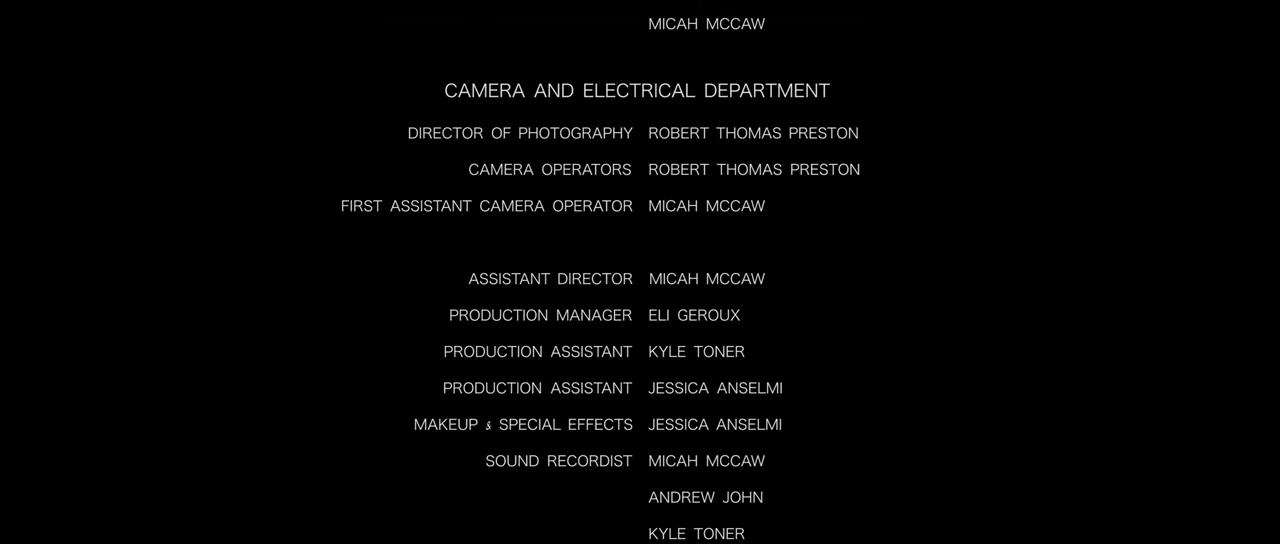 MICAH MCCAW
CAMERA AND ELECTRICAL DEPARTMENT
DIRECTOR OF PHOTOGRAPHY ROBERT THOMAS PRESTON
CAMERA OPERATORS ROBERT THOMAS PRESTON
FIRST ASSISTANT CAMERA OPERATOR MICAH MCCAW
ASSISTANT DIRECTOR MICAH MCCAW
PRODUCTION MANAGER ELI GEROUX
PRODUCTION ASSISTANT KYLE TONER
PRODUCTION ASSISTANT JESSICA ANSELMI
MAKEUP & SPECIAL EFFECTS JESSICA ANSELMI
SOUND RECORDIST MICAH MCCAW
ANDREW JOHN
KYLE TONER